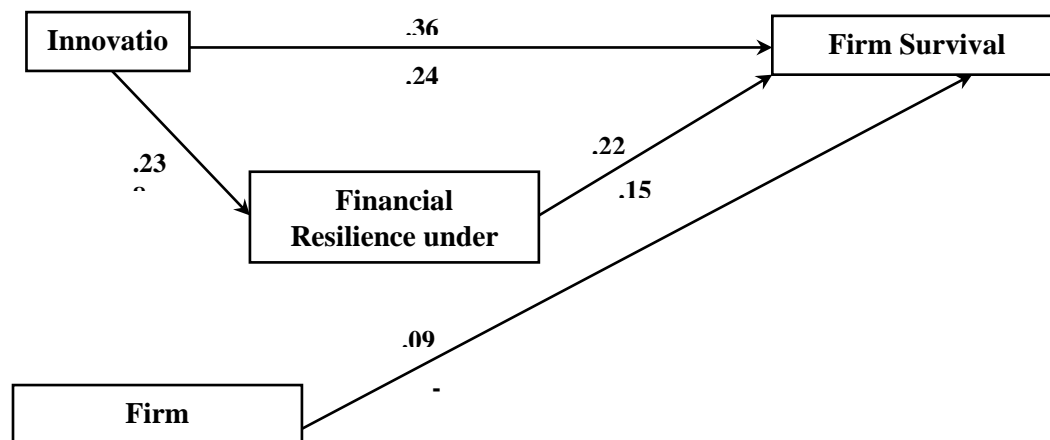 Innovatio
.36
Firm Survival
.24
.23
.22
Financial
Resilience under
.15
.09
-
Firm